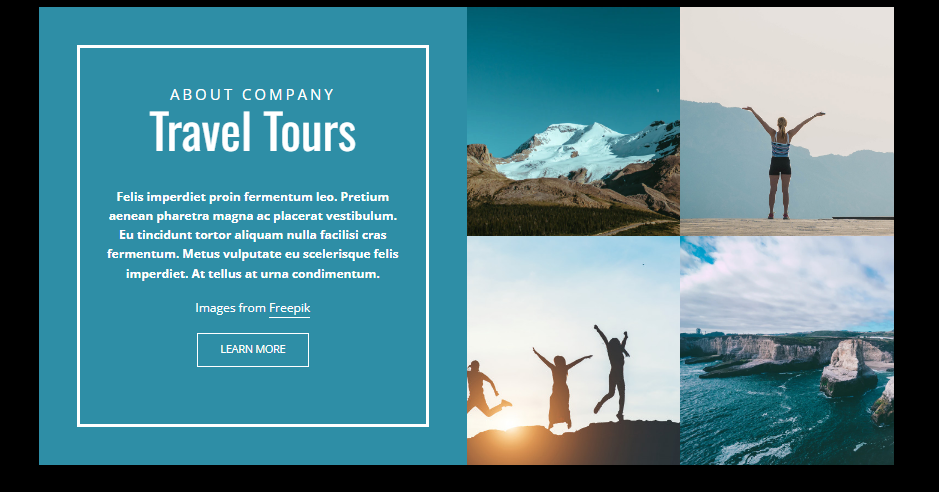 ABOUT COMPANY
Travel Tours
Felis imperdiet proin fermentum leo. Pretium
aenean pharetra magna ac placerat vestibulum.
Eu tincidunt tortor aliquam nulla facilisi cras
fermentum. Metus vulputate eu scelerisque felis
imperdiet. At tellus at urna condimentum.
Images from Freepik
LEARN MORE